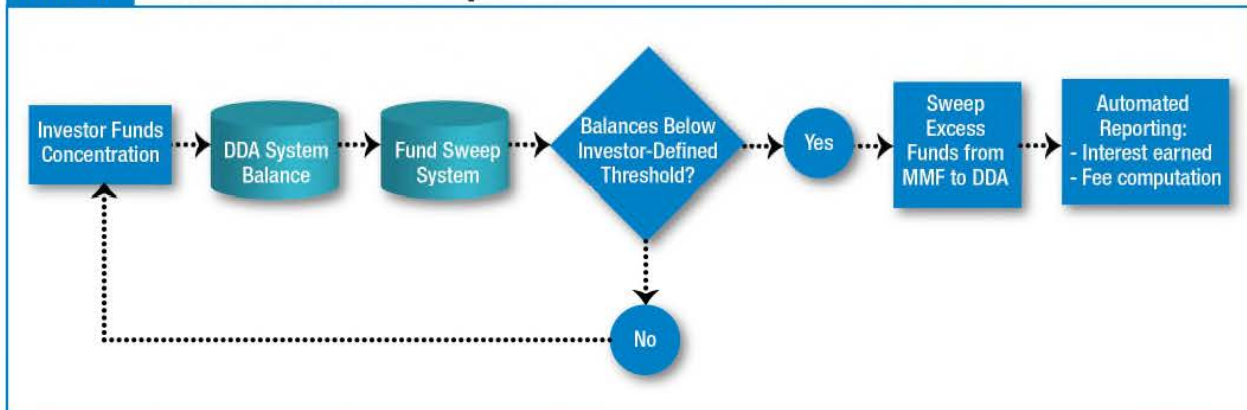 Investor Funds
Concentration
DDA System
Balance
Fund Sweep
System
Balances Below
Investor-Defined
Threshold?
Yes
No
Sweep
Excess
Funds from
MMF to DDA
Automated
Reporting:
- Interest earned
- Fee computation